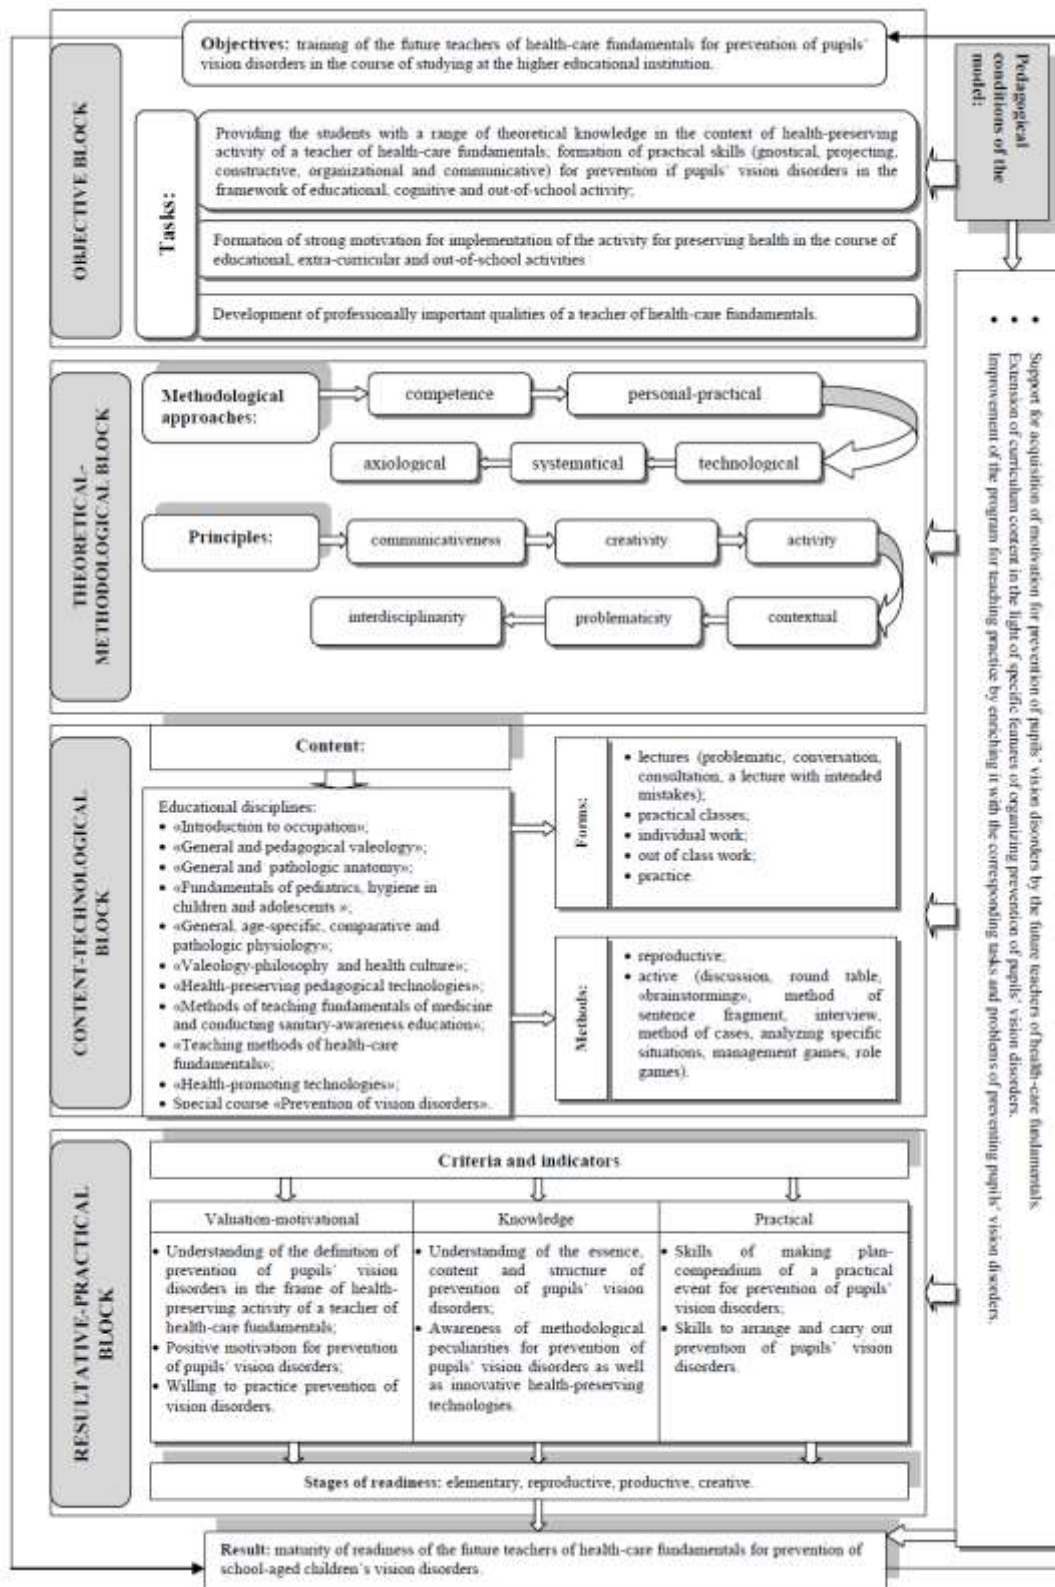 Objectives: training of the future teachers of health-care fundamentals for prevention of pupils’
vision disorders in the course of studying at the higher educational institution.
Pedagogical
conditions of the
model:
OBJECTIVE BLOCK
Tasks:
Providing the students with a range of theoretical knowledge in the context of health-preserving
activity of a teacher of health-care fundamentals; formation of practical skills (gnostical, projecting,
constructive, organizational and communicative) for prevention if pupils’ vision disorders in the
framework of educational, cognitive and out-of-school activity;
Formation of strong motivation for implementation of the activity for preserving health in the course of
educational, extra-curricular and out-of-school activities
Development of professionally important qualities of a teacher of health-care fundamentals.
• Support for acquisition of motivation for prevention of pupils’ vision disorders by the future teachers of health-care fundamentals.
• Extension of curriculum content in the light of specific features of organizing prevention of pupils’ vision disorders.
• Improvement of the program for teaching practice by enriching it with the corresponding tasks and problems of preventing pupils’ vision disorders.
THEORETICAL-
METHODOLOGICAL BLOCK
Methodological
approaches:
competence
personal-practical
technological
systematical
axiological
Principles:
communicativeness
creativity
activity
contextual
problematicity
interdisciplinarity
CONTENT-TECHNOLOGICAL
BLOCK
Content:
Educational disciplines:
• «Introduction to occupation»;
• «General and pedagogical valeology»;
• «General and pathologic anatomy»;
• «Fundamentals of pediatrics, hygiene in
children and adolescents »;
• «General, age-specific, comparative and
pathologic physiology»;
• «Valeology-philosophy and health culture»;
• «Health-preserving pedagogical technologies»;
• «Methods of teaching fundamentals of medicine
and conducting sanitary-awareness education»;
• «Teaching methods of health-care
fundamentals»;
• «Health-promoting technologies»;
• Special course «Prevention of vision disorders».
Forms:
• lectures (problematic, conversation,
consultation, a lecture with intended
mistakes);
• practical classes;
• individual work;
• out of class work;
• practice.
Methods:
• reproductive;
• active (discussion, round table,
«brainstorming», method of
sentence fragment, interview,
method of cases, analyzing specific
situations, management games, role
games).
RESULTATIVE-PRACTICAL
BLOCK
Criteria and indicators
Valuation-motivational
• Understanding of the definition of
prevention of pupils’ vision
disorders in the frame of health-
preserving activity of a teacher of
health-care fundamentals;
• Positive motivation for prevention
of pupils’ vision disorders;
• Willing to practice prevention of
vision disorders.
Knowledge
• Understanding of the essence,
content and structure of
prevention of pupils’ vision
disorders;
• Awareness of methodological
peculiarities for prevention of
pupils’ vision disorders as well
as innovative health-preserving
technologies.
Practical
• Skills of making plan-
compendium of a practical
event for prevention of pupils’
vision disorders;
• Skills to arrange and carry out
prevention of pupils’ vision
disorders.
Stages of readiness: elementary, reproductive, productive, creative.
Result: maturity of readiness of the future teachers of health-care fundamentals for prevention of
school-aged children’s vision disorders.